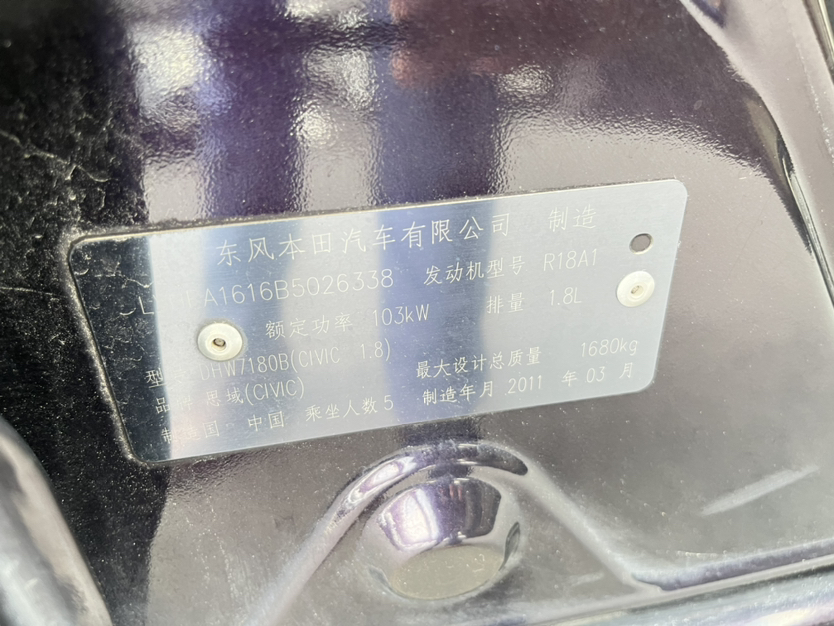 东风本田汽车有限公司 制造
A1616B5026338 发动机型号 R18A1
额定功率 103kW 排量 1.8L
型 DHW7180B(CIVIC 1.8) 最大设计总质量 1680kg
品 思域(CIVIC) 制造年月 2011 年 03 月
制造国 中国 乘坐人数 5